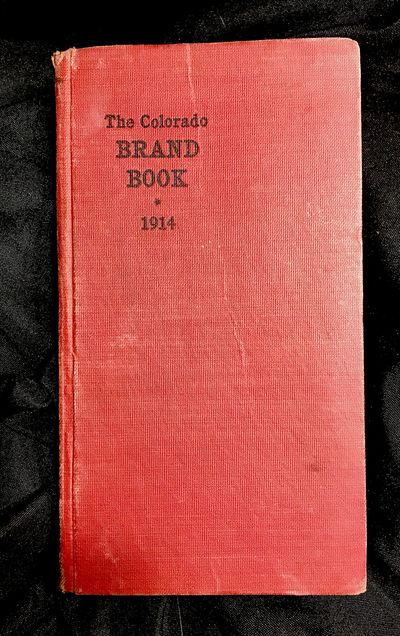 The Colorado
BRAND
BOOK
*
1914